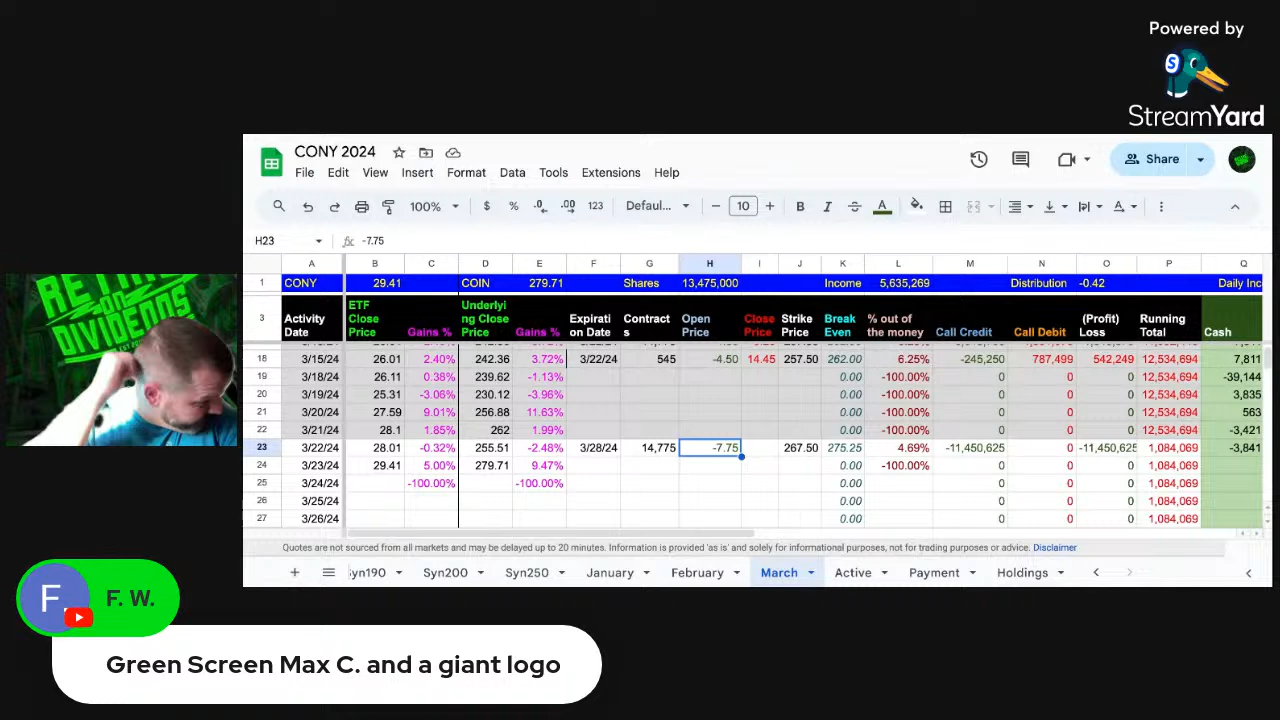 Powered by
StreamYard
CONY 2024
File Edit View Insert Format Data Tools Extensions Help
Share
100% $ % .0 .00 123 Defaul... 10 B I A
H23 fx -7.75
A B C D E F G H I J K L M N O P Q
1 CONY 29.41 COIN 279.71 Shares 13,475,000 Income 5,635,269 Distribution -0.42 Daily Inc
3 Activity Date ETF Close Price Gains % Underlyi ng Close Price Gains % Expirati on Date Contract s Open Price Close Price Strike Price Break Even % out of the money Call Credit Call Debit (Profit) Loss Running Total Cash
18 3/15/24 26.01 2.40% 242.36 3.72% 3/22/24 545 -4.50 14.45 257.50 262.00 6.25% -245,250 787,499 542,249 12,534,694 7,811
19 3/18/24 26.11 0.38% 239.62 -1.13% 0.00 -100.00% 0 0 0 12,534,694 -39,144
20 3/19/24 25.31 -3.06% 230.12 -3.96% 0.00 -100.00% 0 0 0 12,534,694 3,835
21 3/20/24 27.59 9.01% 256.88 11.63% 0.00 -100.00% 0 0 0 12,534,694 563
22 3/21/24 28.1 1.85% 262 1.99% 0.00 -100.00% 0 0 0 12,534,694 -3,421
23 3/22/24 28.01 -0.32% 255.51 -2.48% 3/28/24 14,775 -7.75 267.50 275.25 4.69% -11,450,625 0 -11,450,625 1,084,069 -3,841
24 3/23/24 29.41 5.00% 279.71 9.47% 0.00 -100.00% 0 0 0 1,084,069
25 3/24/24 -100.00% -100.00% 0.00 0 0 0 1,084,069
26 3/25/24 0.00 0 0 0 1,084,069
27 3/26/24 0.00 0 0 0 1,084,069
Quotes are not sourced from all markets and may be delayed up to 20 minutes. Information is provided 'as is' and solely for informational purposes, not for trading purposes or advice. Disclaimer
yn190 Syn200 Syn250 January February March Active Payment Holdings
ON
DIVIDENDS
F. F. W.
Green Screen Max C. and a giant logo